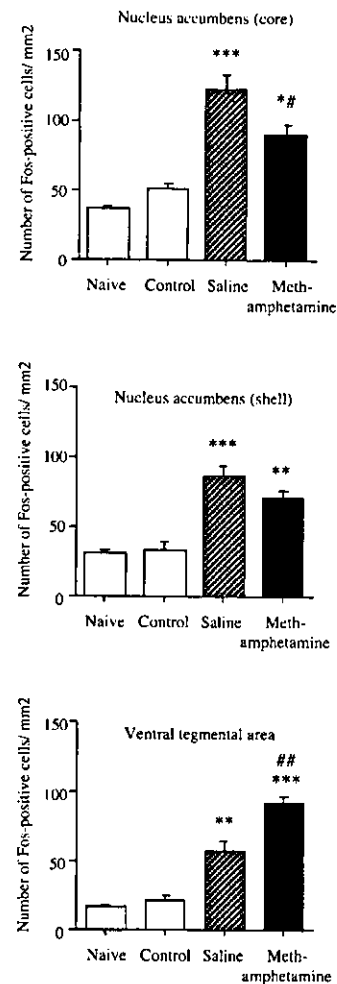 Nucleus accumbens (core)
Number of Fos-positive cells/ mm2
150
100
50
0
***
*#
Naive Control Saline Meth-
amphetamine
Nucleus accumbens (shell)
Number of Fos-positive cells/ mm2
150
100
50
0
***
**
Naive Control Saline Meth-
amphetamine
Ventral tegmental area
Number of Fos-positive cells/ mm2
150
100
50
0
**
##
***
Naive Control Saline Meth-
amphetamine